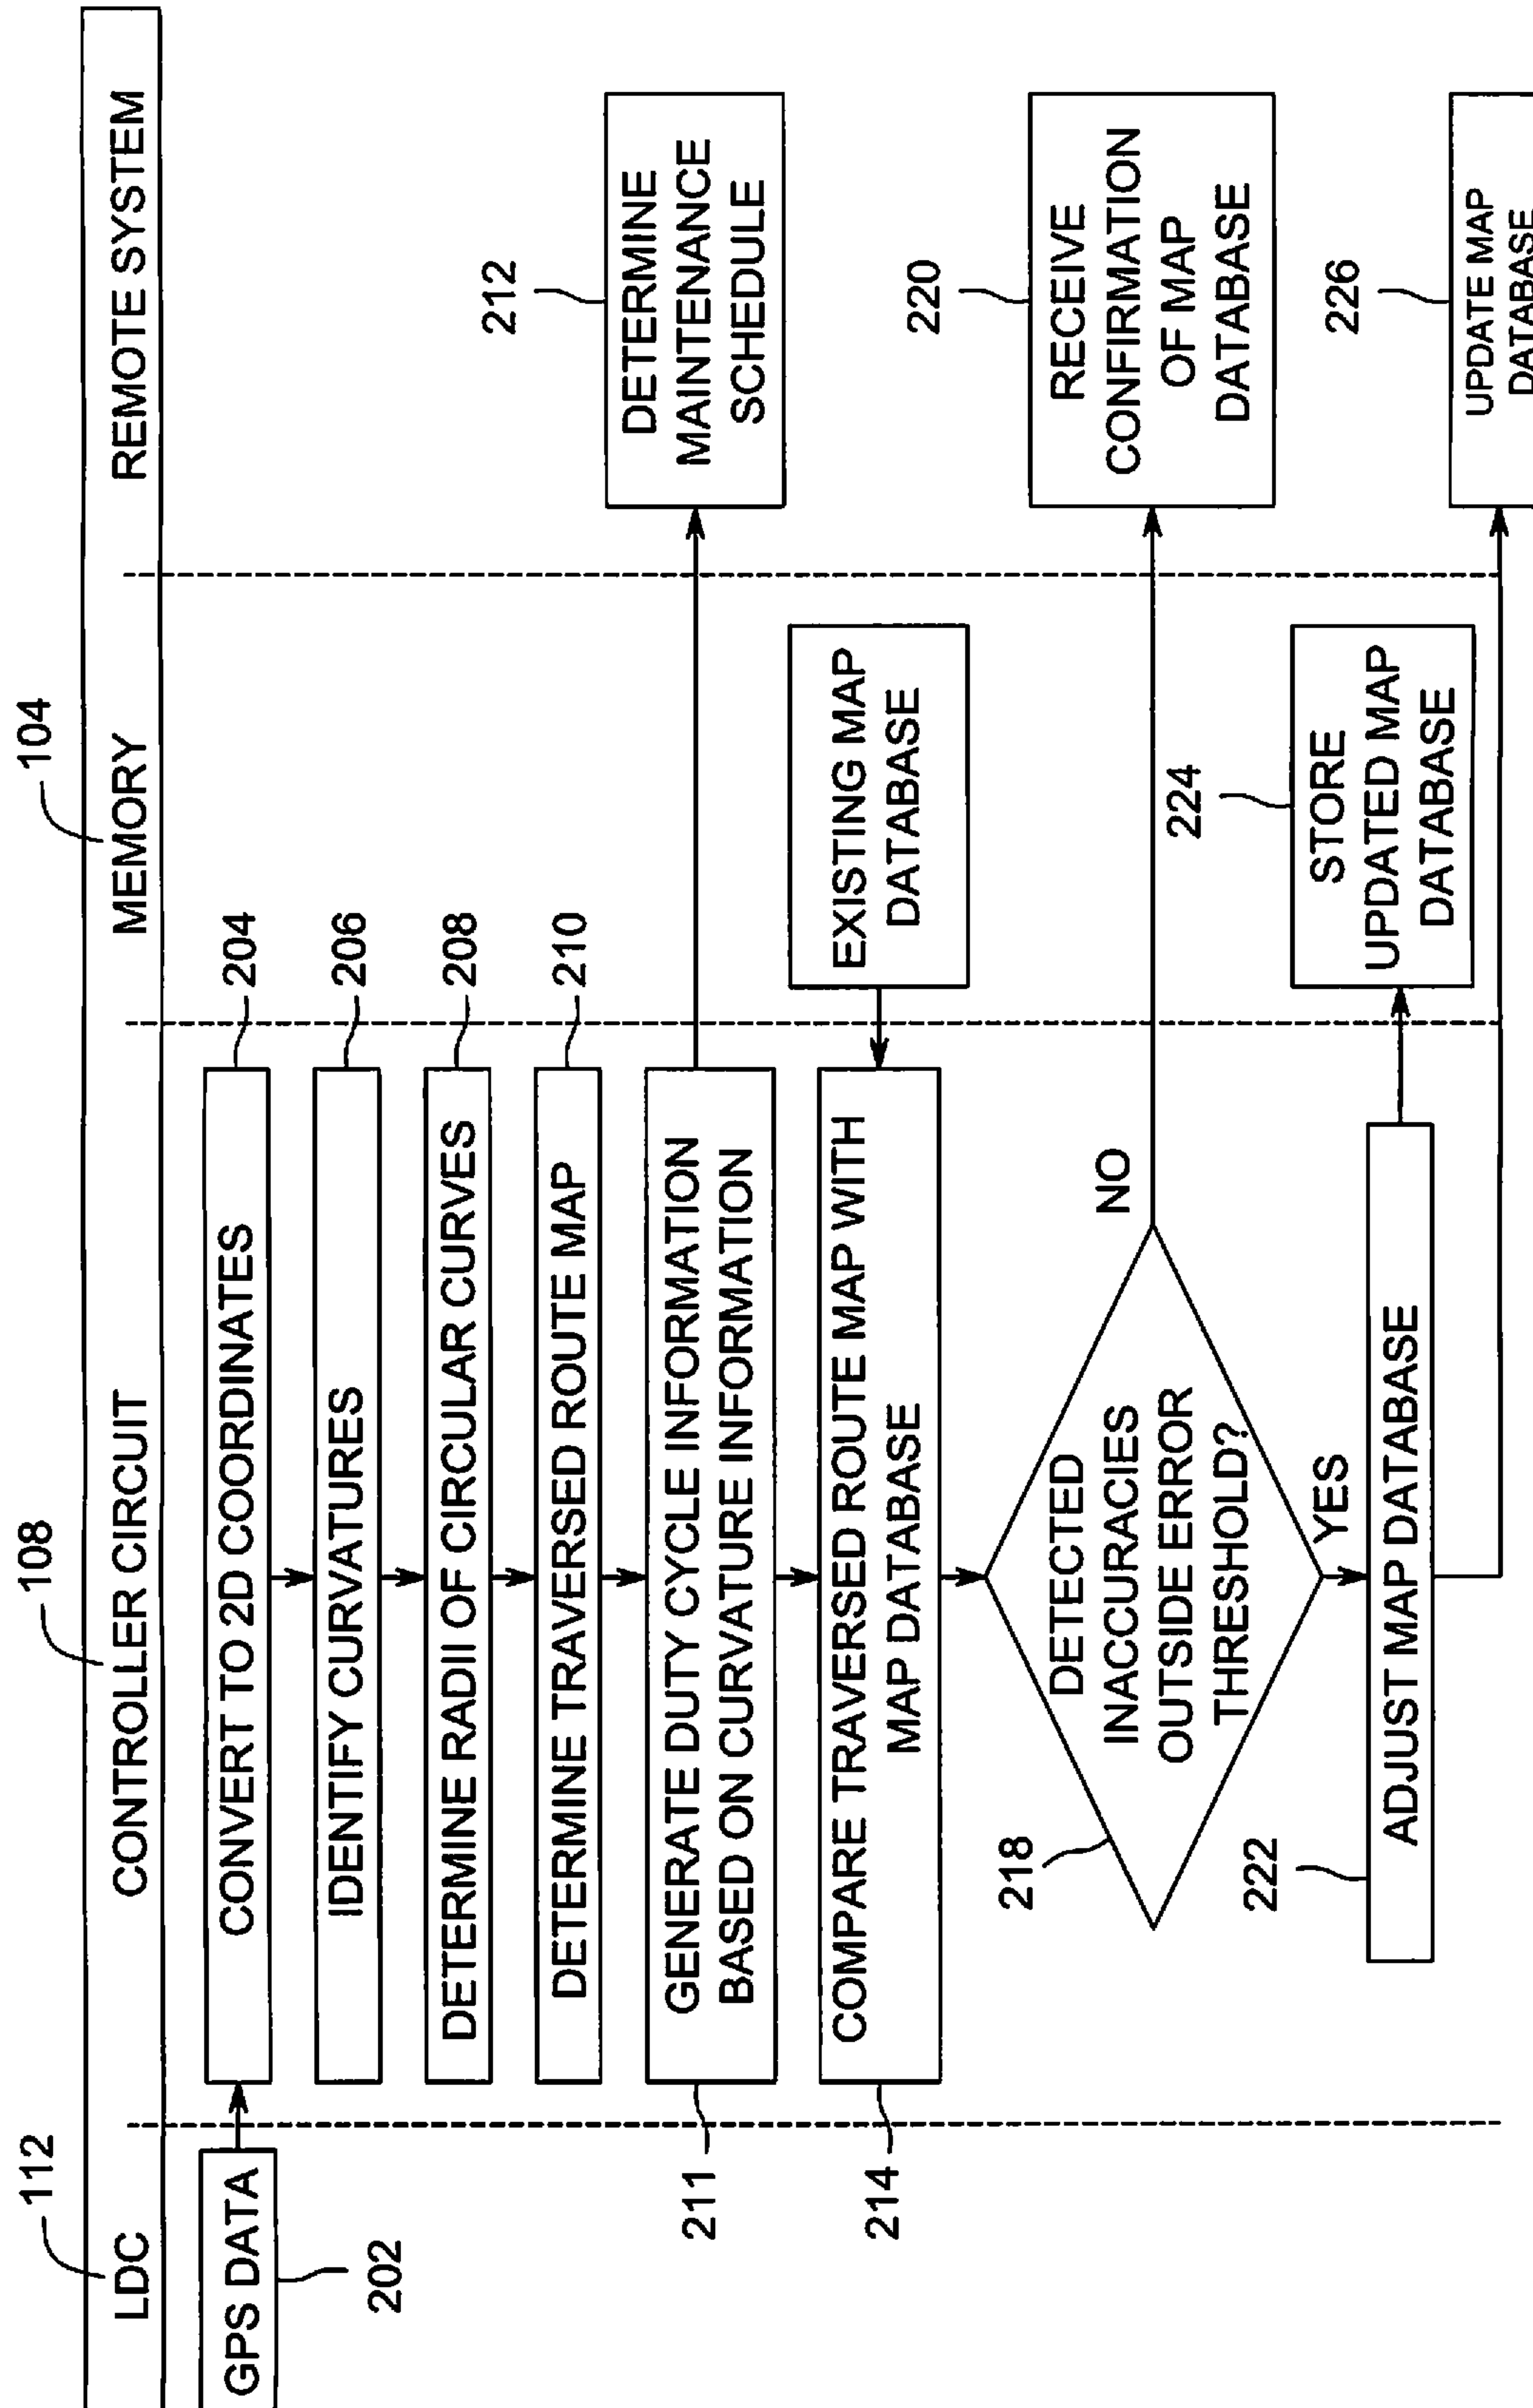 112
108
104
LDC
CONTROLLER CIRCUIT
MEMORY
REMOTE SYSTEM
GPS DATA
202
CONVERT TO 2D COORDINATES
204
IDENTIFY CURVATURES
206
DETERMINE RADII OF CIRCULAR CURVES
208
DETERMINE TRAVERSED ROUTE MAP
210
211
GENERATE DUTY CYCLE INFORMATION
BASED ON CURVATURE INFORMATION
212
DETERMINE
MAINTENANCE
SCHEDULE
214
COMPARE TRAVERSED ROUTE MAP WITH
MAP DATABASE
EXISTING MAP
DATABASE
218
DETECTED
INACCURACIES
OUTSIDE ERROR
THRESHOLD?
NO
220
RECEIVE
CONFIRMATION
OF MAP
DATABASE
YES
222
ADJUST MAP DATABASE
224
STORE
UPDATED MAP
DATABASE
226
UPDATE MAP
DATABASE